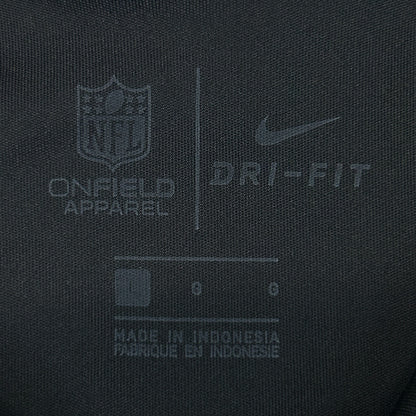 NFL
ONFIELD
APPAREL
DRI-FIT
L G G
MADE IN INDONESIA
FABRIQUE EN INDONESIE